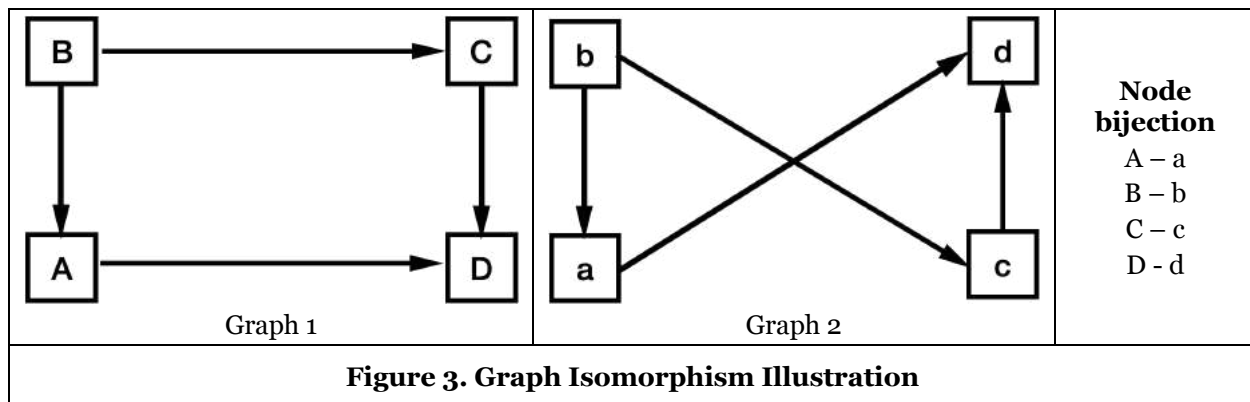 B
C
A
D
Graph 1
b
d
a
c
Graph 2
Node
bijection
A – a
B – b
C – c
D - d
Figure 3. Graph Isomorphism Illustration